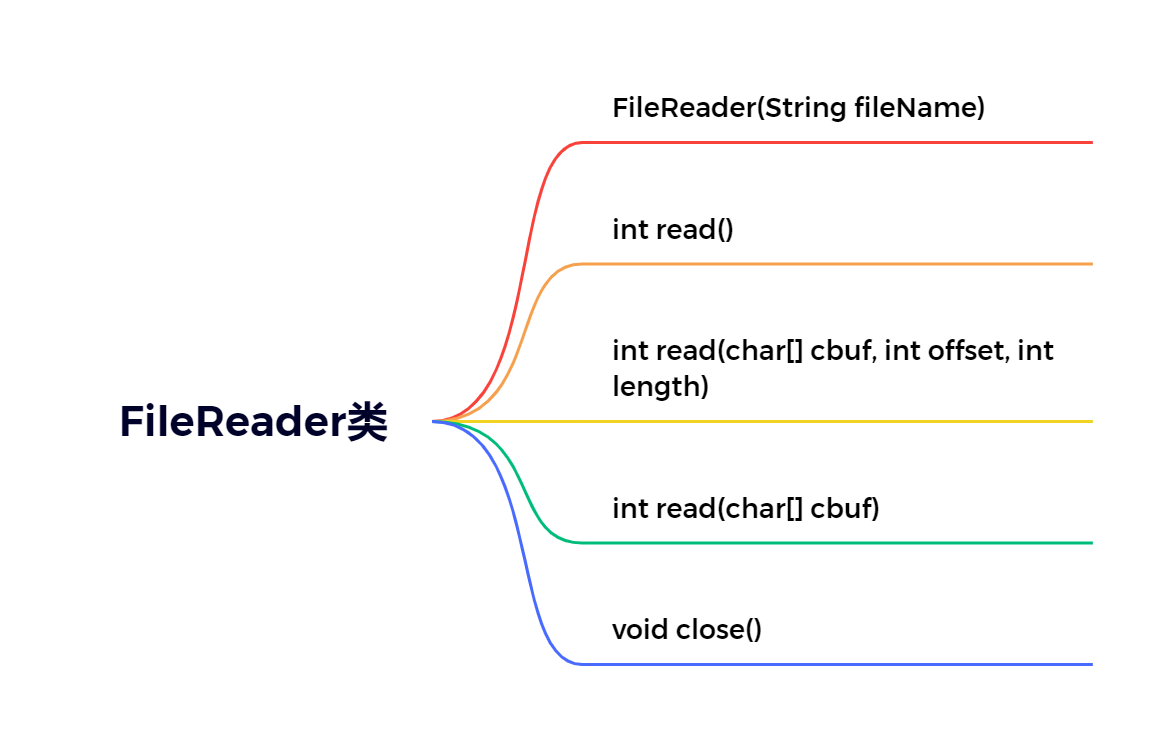 FileReader(String fileName)
int read()
int read(char[] cbuf, int offset, int
length)
FileReader类
int read(char[] cbuf)
void close()